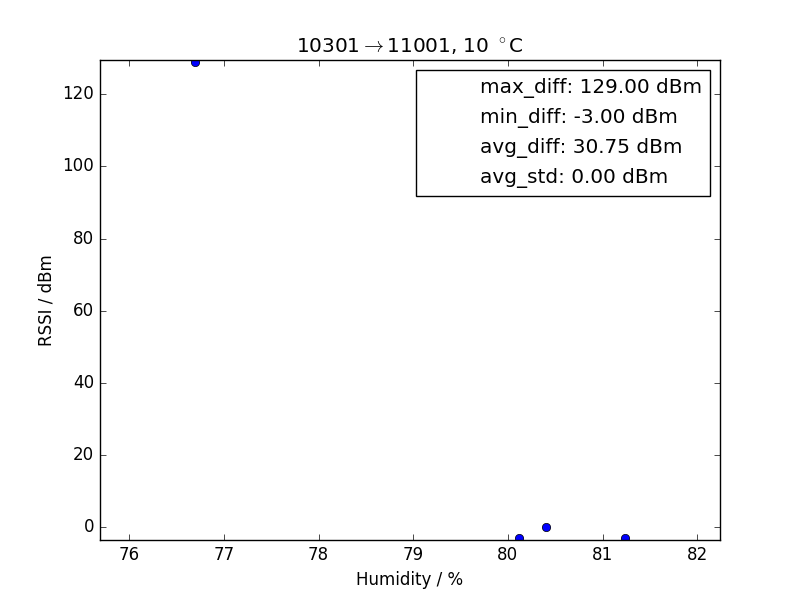 10301→11001, 10 °C
max_diff: 129.00 dBm
min_diff: -3.00 dBm
avg_diff: 30.75 dBm
avg_std: 0.00 dBm
120
100
80
60
40
20
0
RSSI / dBm
76 77 78 79 80 81 82
Humidity / %